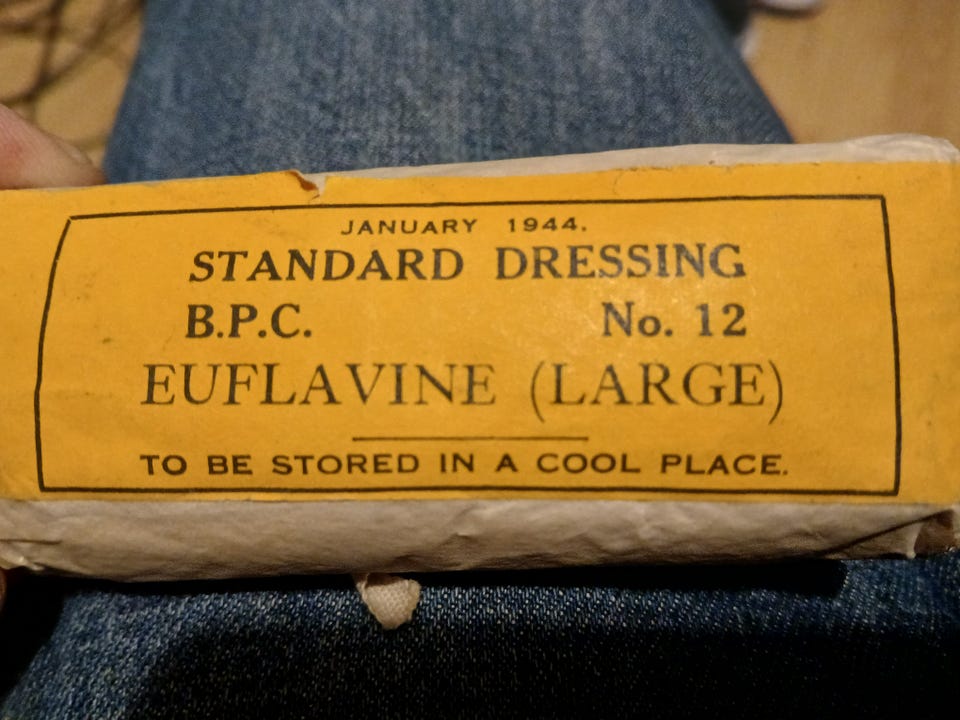 JANUARY 1944.
STANDARD DRESSING
B.P.C. No. 12
EUFLAVINE (LARGE)
TO BE STORED IN A COOL PLACE.